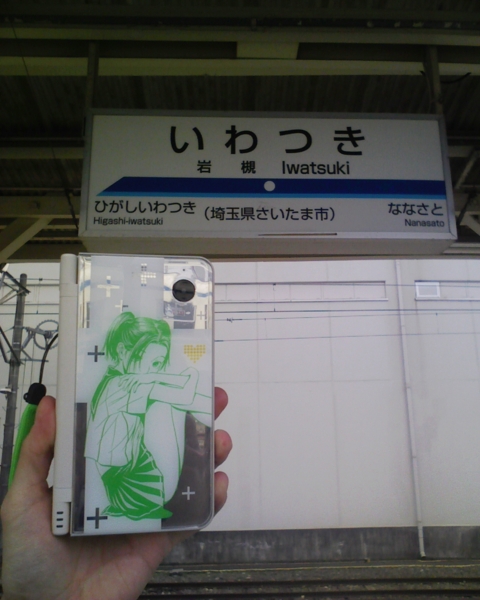 いわつき
岩槻 Iwatsuki
ひがしいわつき (埼玉県さいたま市) ななさと
Higashi-iwatsuki Nanasato